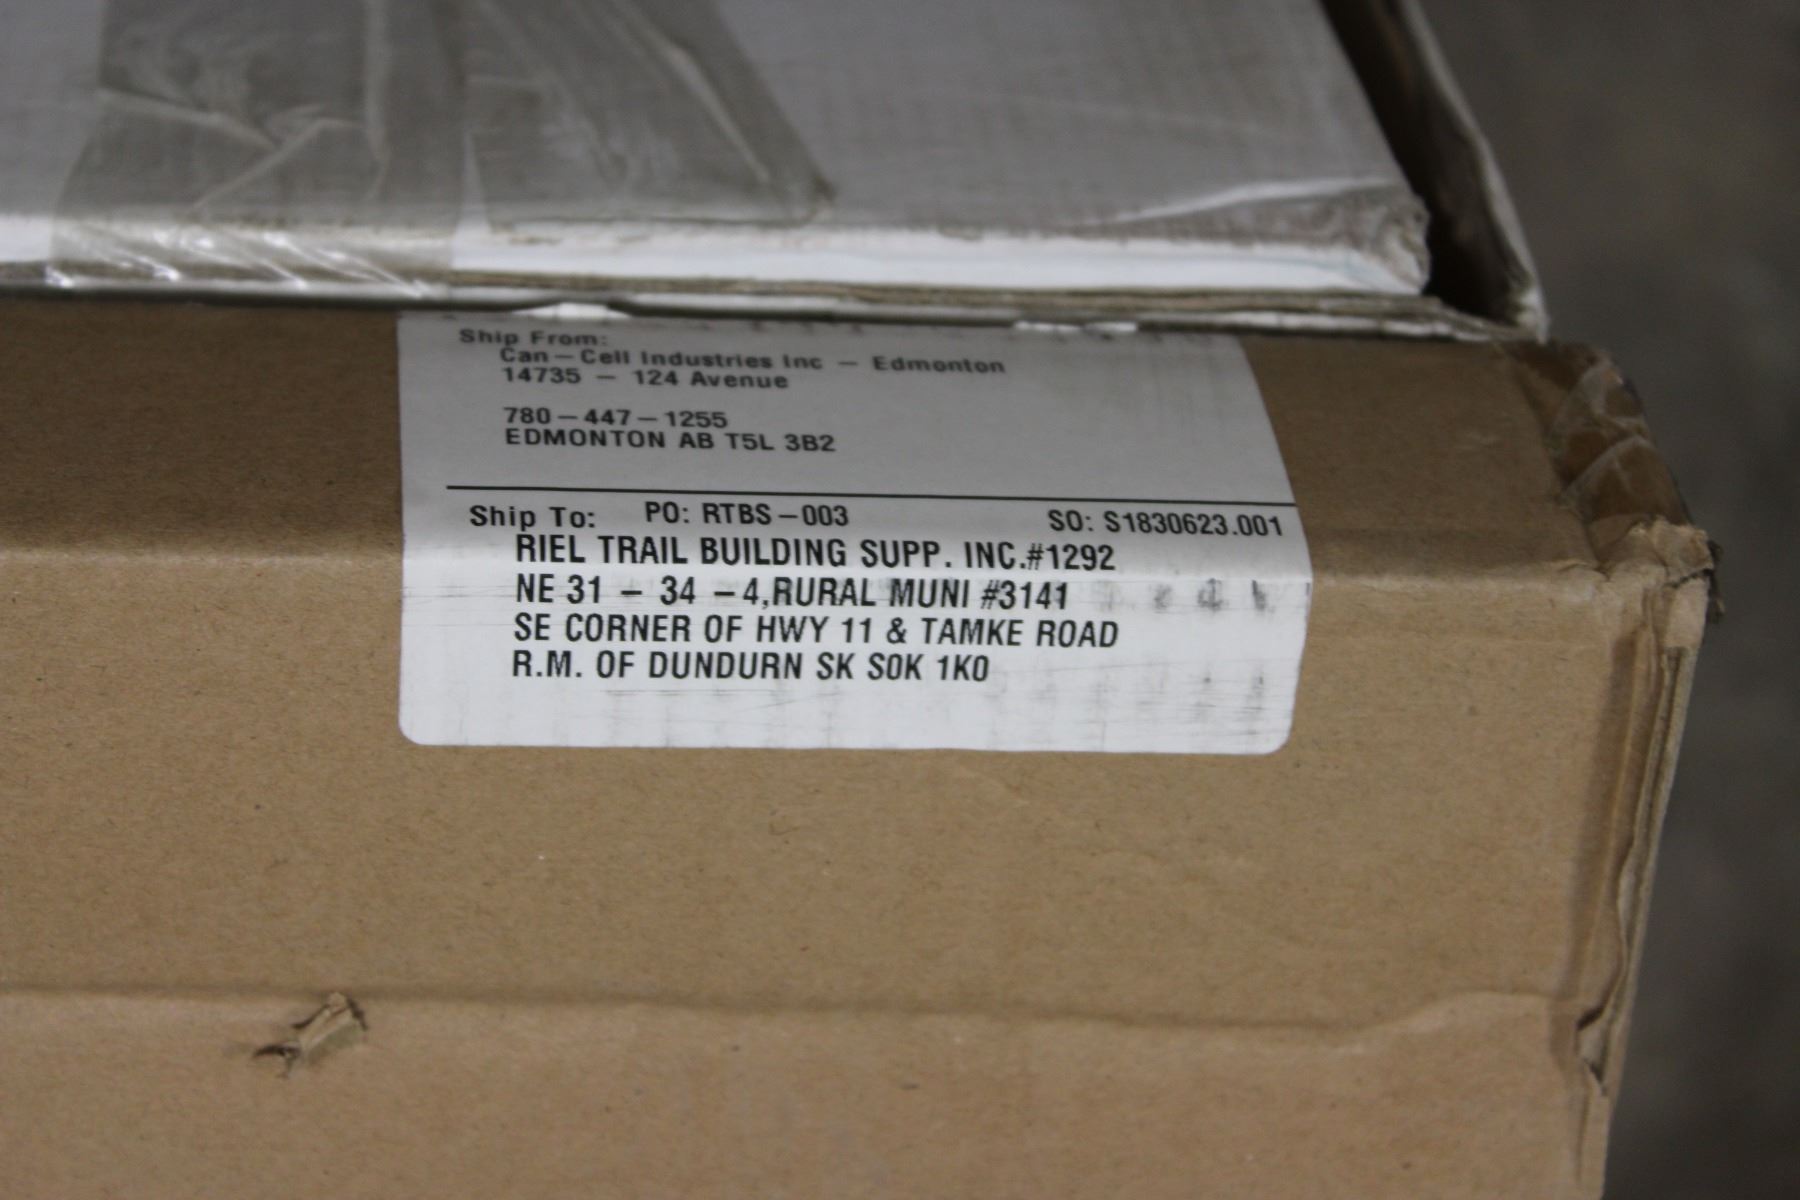 Ship From:
Can - Cell Industries Inc - Edmonton
14735 - 124 Avenue
780-447-1255
EDMONTON AB T5L 3B2
Ship To: PO: RTBS-003 SO: S1830623.001
RIEL TRAIL BUILDING SUPP. INC.#1292
NE 31 - 34 -4,RURAL MUNI #3141
SE CORNER OF HWY 11 & TAMKE ROAD
R.M. OF DUNDURN SK S0K 1K0